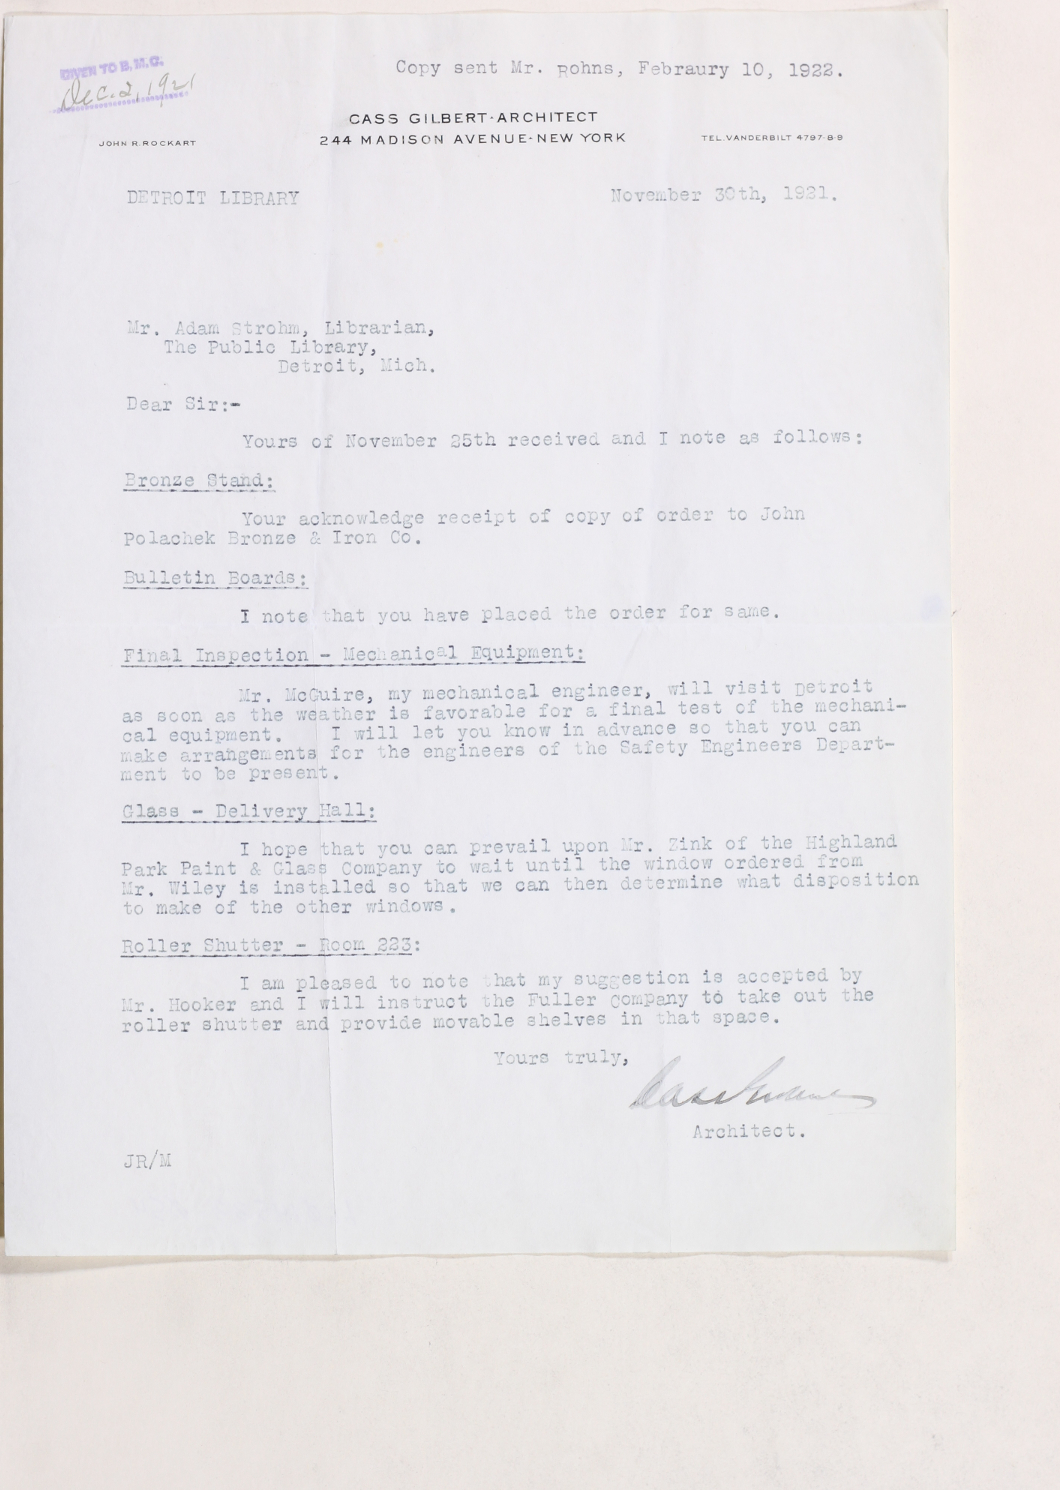 GIVEN TO B.M.C.
Dec. 2, 1921
Copy sent Mr. Rohns, Febraury 10, 1922.
CASS GILBERT-ARCHITECT
244 MADISON AVENUE-NEW YORK
JOHN R. ROCKART
TEL. VANDERBILT 4797-8-9
DETROIT LIBRARY
November 30th, 1921.
Mr. Adam Strohm, Librarian,
The Public Library,
Detroit, Mich.
Dear Sir:-
Yours of November 25th received and I note as follows:
Bronze Stand:
Your acknowledge receipt of copy of order to John
Polachek Bronze & Iron Co.
Bulletin Boards:
I note that you have placed the order for same.
Final Inspection - Mechanical Equipment:
Mr. McGuire, my mechanical engineer, will visit Detroit
as soon as the weather is favorable for a final test of the mechani-
cal equipment. I will let you know in advance so that you can
make arrangements for the engineers of the Safety Engineers Depart-
ment to be present.
Glass - Delivery Hall:
I hope that you can prevail upon Mr. Zink of the Highland
Park Paint & Glass Company to wait until the window ordered from
Mr. Wiley is installed so that we can then determine what disposition
to make of the other windows.
Roller Shutter - Room 223:
I am pleased to note that my suggestion is accepted by
Mr. Hooker and I will instruct the Fuller Company to take out the
roller shutter and provide movable shelves in that space.
Yours truly,
Cass Gilbert
Architect.
JR/M